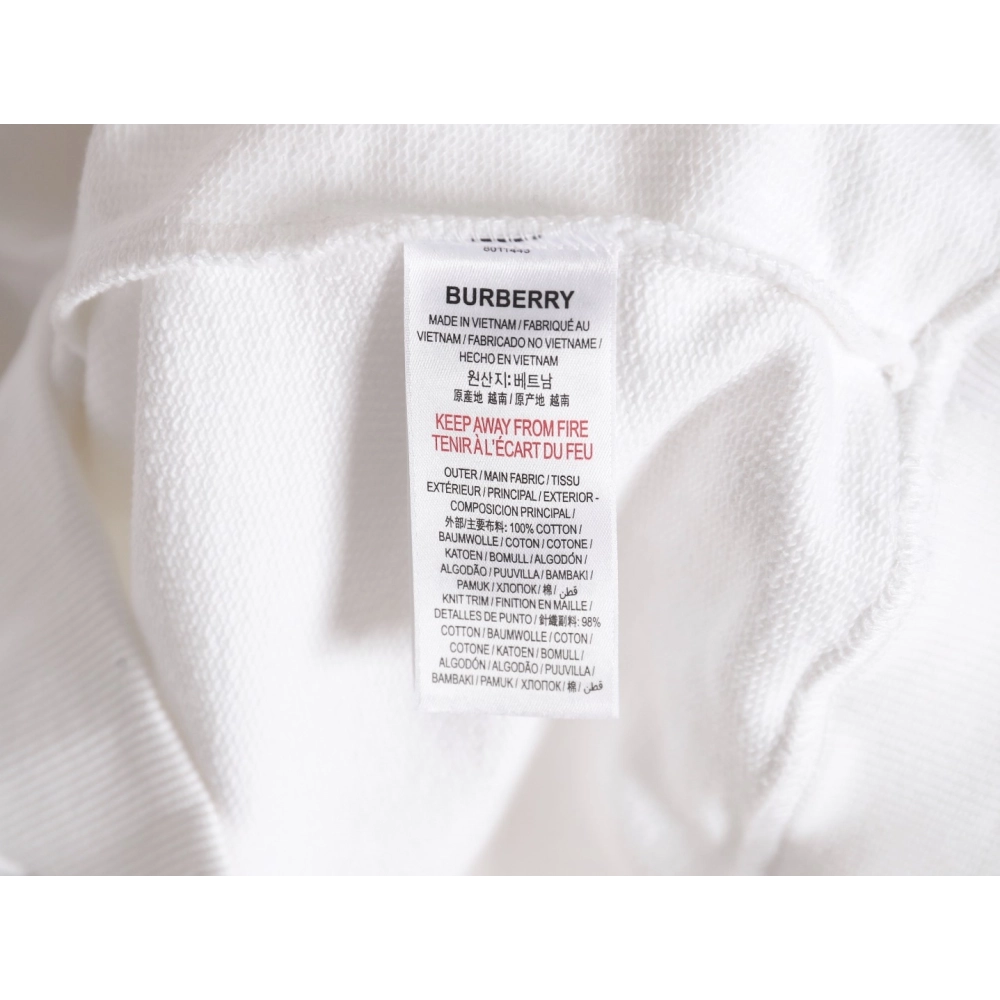 BURBERRY
MADE IN VIETNAM / FABRIQUÉ AU
VIETNAM / FABRICADO NO VIETNAME /
HECHO EN VIETNAM
원산지: 베트남
原產地 越南 / 原产地 越南
KEEP AWAY FROM FIRE
TENIR À L'ÉCART DU FEU
OUTER / MAIN FABRIC / TISSU
EXTÉRIEUR / PRINCIPAL / EXTERIOR -
COMPOSICION PRINCIPAL /
外部/主要布料: 100% COTTON /
BAUMWOLLE / COTON / COTONE /
KATOEN / BOMULL / ALGODÓN /
ALGODÃO / PUUVILLA / BAMBAKI /
PAMUK / ХЛОПОК / 棉 / قطن
KNIT TRIM / FINITION EN MAILLE /
DETALLES DE PUNTO / 針織副料: 98%
COTTON / BAUMWOLLE / COTON /
COTONE / KATOEN / BOMULL /
ALGODÓN / ALGODÃO / PUUVILLA /
BAMBAKI / PAMUK / ХЛОПОК / 棉 / قطن